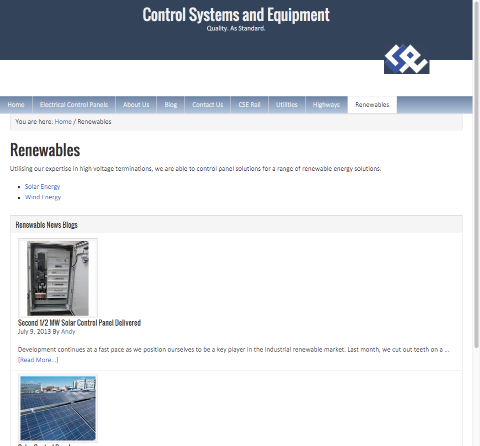 Control Systems and Equipment
Quality. As Standard.
Home Electrical Control Panels About Us Blog Contact Us CSE Rail Utilities Highways Renewables
You are here: Home / Renewables
Renewables
Utilising our expertise in high voltage terminations, we are able to control panel solutions for a range of renewable energy solutions:
Solar Energy
Wind Energy
Renewable News Blogs
Second 1/2 MW Solar Control Panel Delivered
July 9, 2013 By Andy
Development continues at a fast pace as we position ourselves to be a key player in the industrial renewable market. Last month, we cut out teeth on a ...
[Read More...]